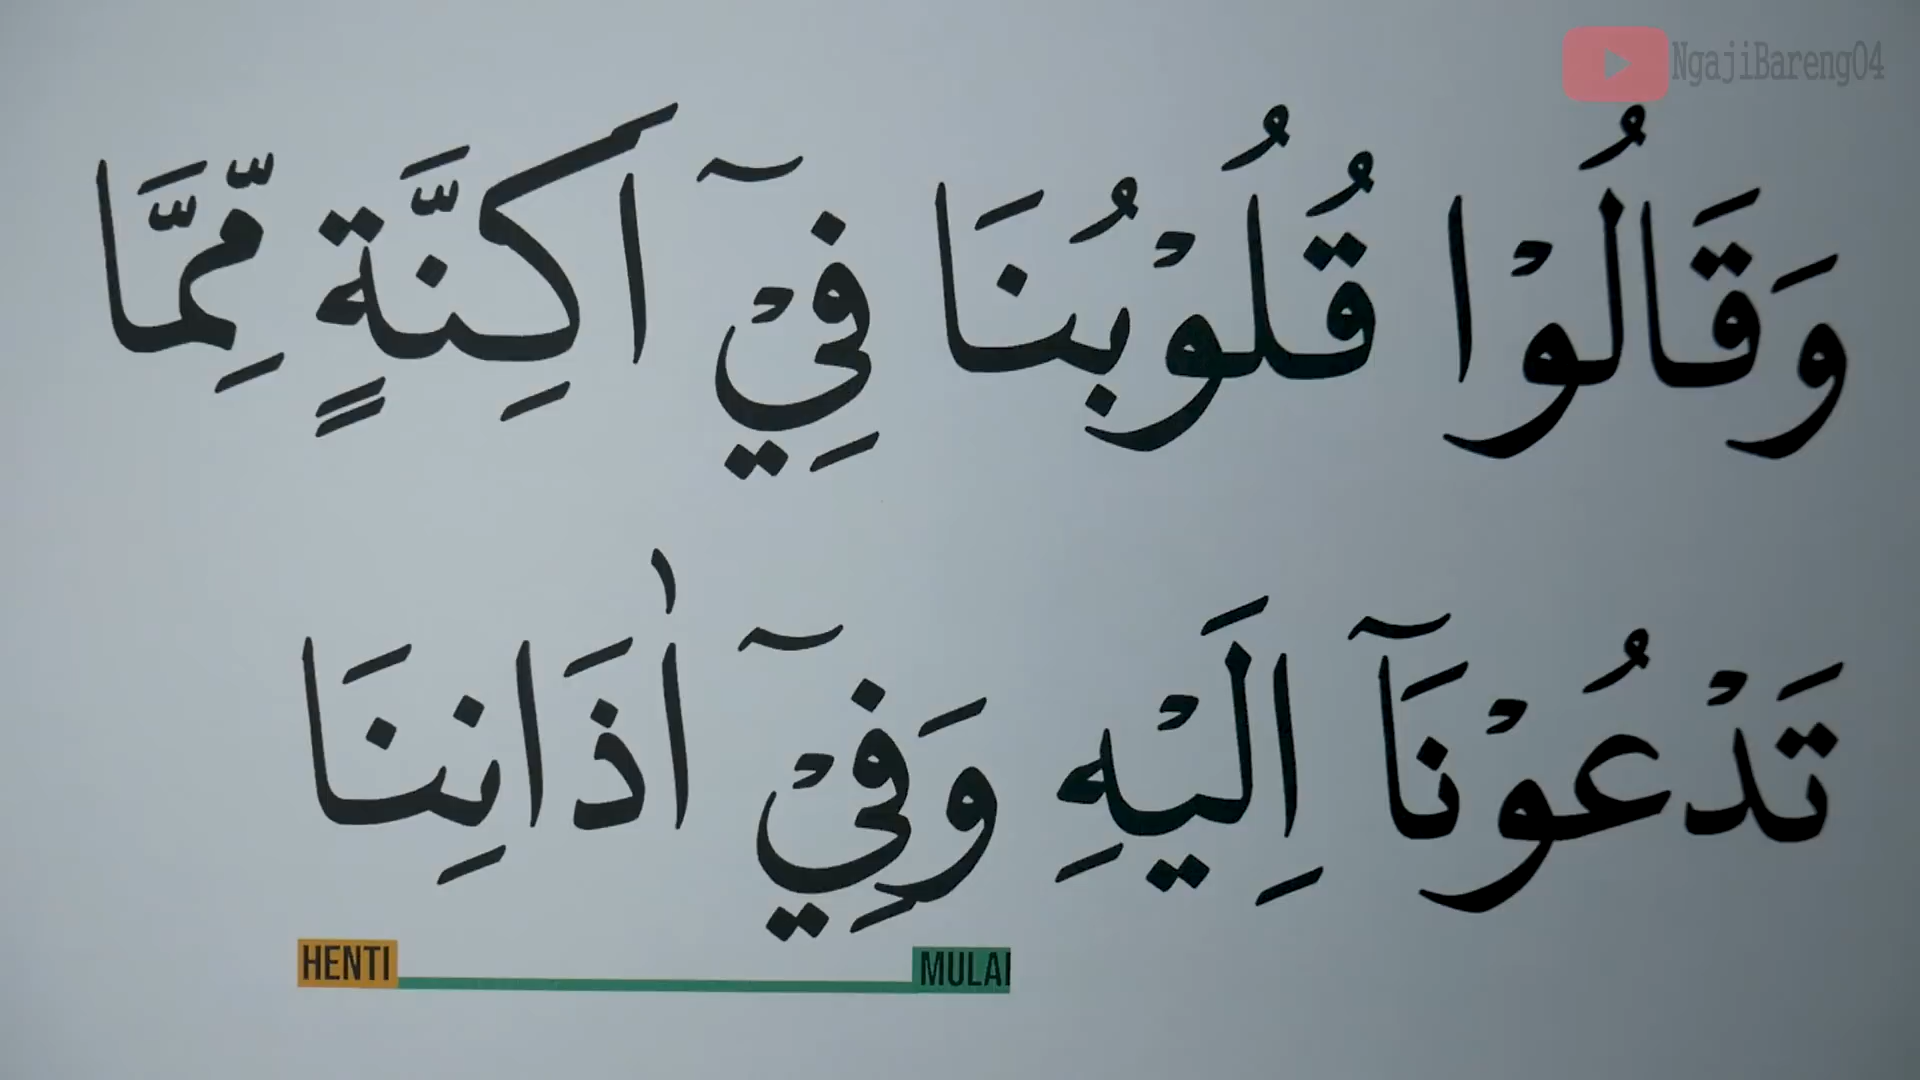 NgajiBareng04
وَقَالُوْا قُلُوْبُنَا فِيْٓ اَكِنَّةٍ مِّمَّا
تَدْعُوْنَآ اِلَيْهِ وَفِيْٓ اٰذَانِنَا
HENTI MULAI